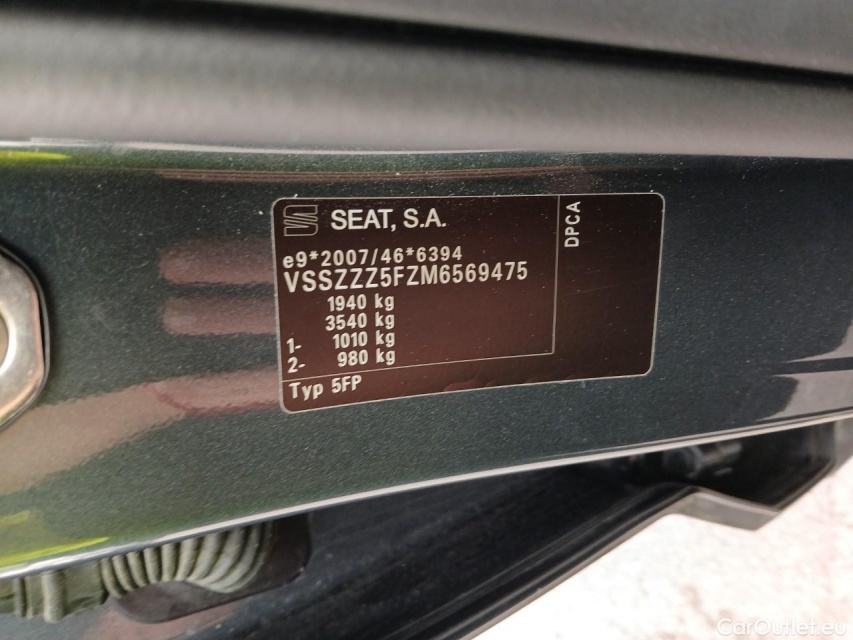 SEAT, S.A.
DPCA
e9*2007/46*6394
VSSZZZ5FZM6569475
1940 kg
3540 kg
1- 1010 kg
2- 980 kg
Typ 5FP
CarOutlet.eu